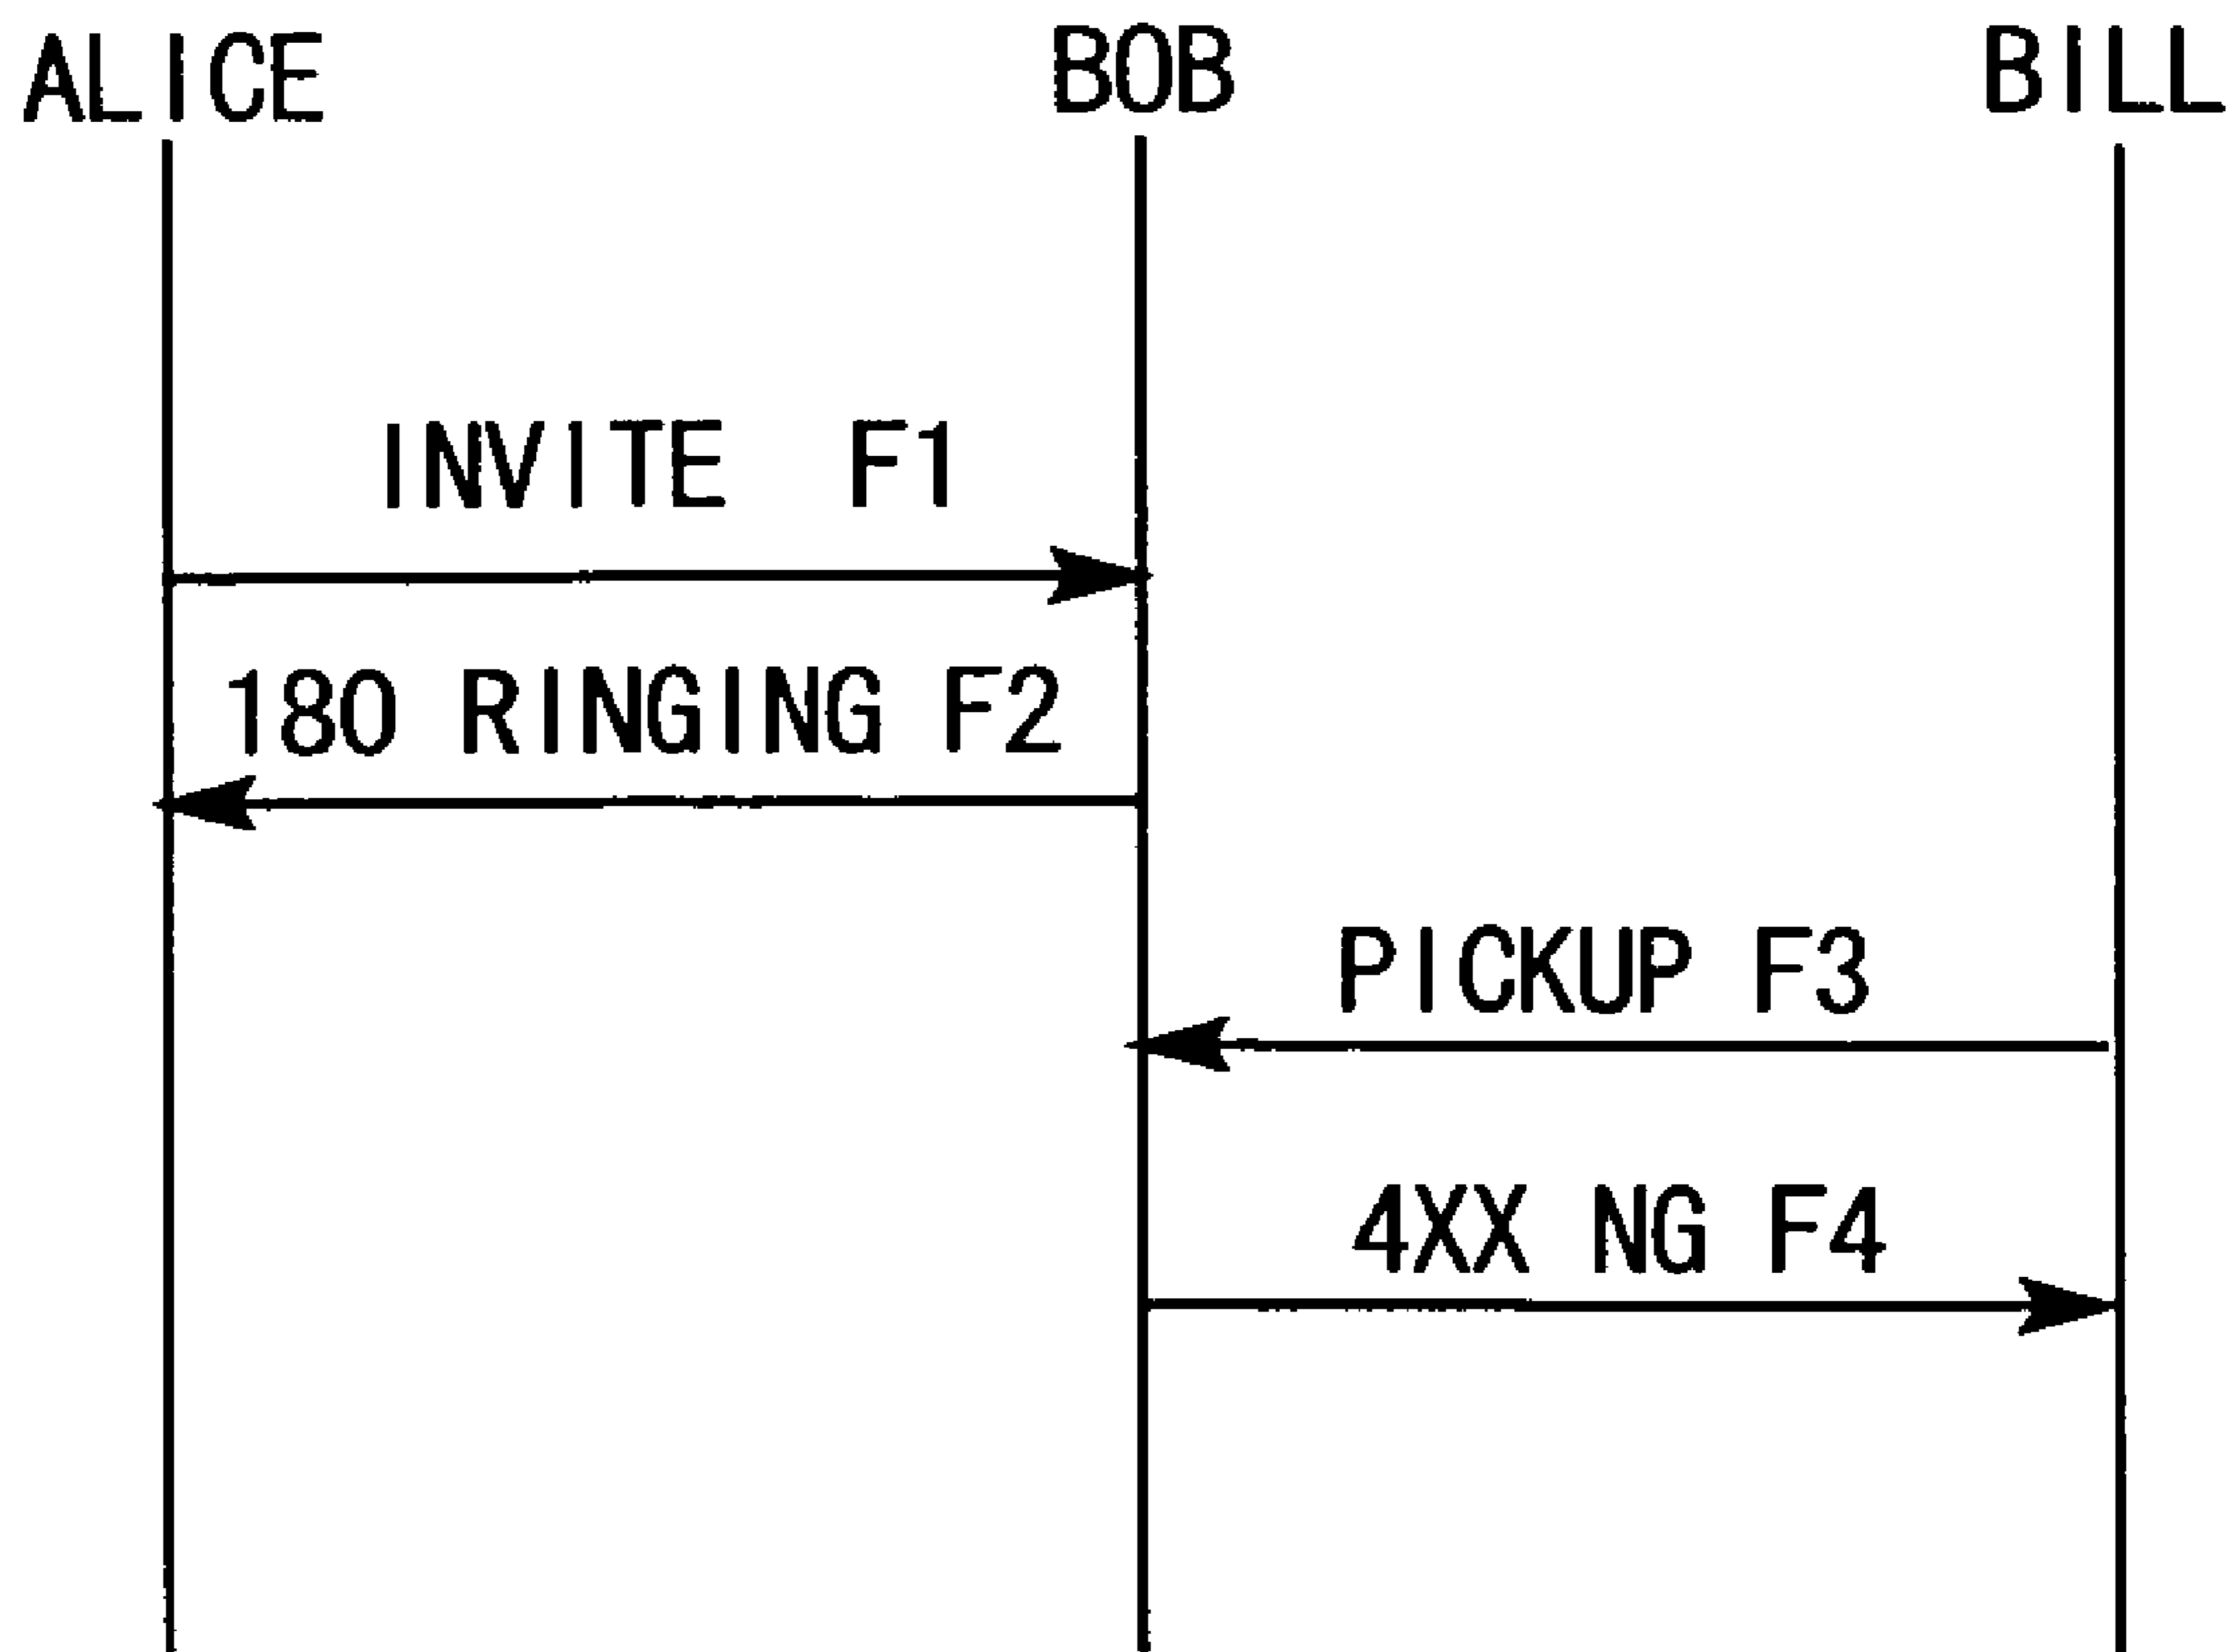 ALICE BOB BILL
INVITE F1
180 RINGING F2
PICKUP F3
4XX NG F4